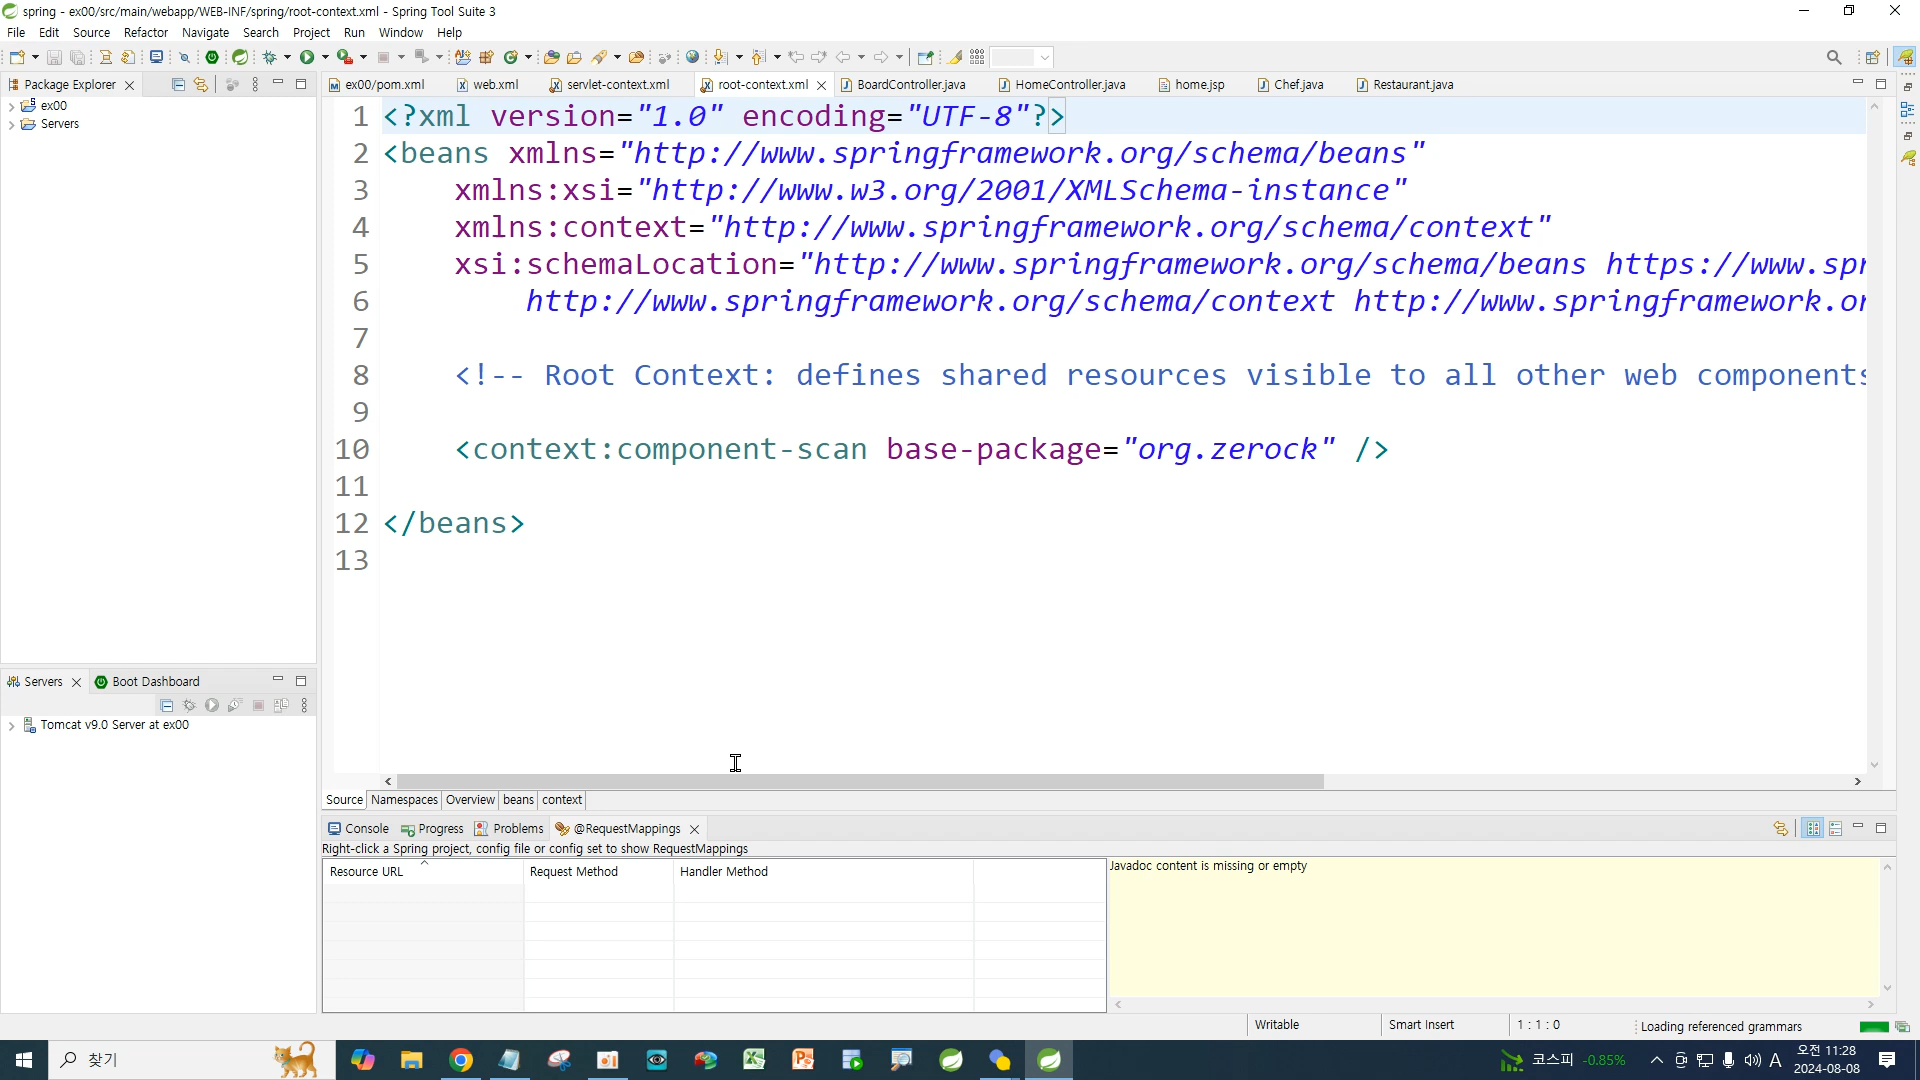 spring - ex00/src/main/webapp/WEB-INF/spring/root-context.xml - Spring Tool Suite 3
File Edit Source Refactor Navigate Search Project Run Window Help
Package Explorer
ex00
Servers
ex00/pom.xml web.xml servlet-context.xml root-context.xml BoardController.java HomeController.java home.jsp Chef.java Restaurant.java
1 <?xml version="1.0" encoding="UTF-8"?>
2 <beans xmlns="http://www.springframework.org/schema/beans"
3 xmlns:xsi="http://www.w3.org/2001/XMLSchema-instance"
4 xmlns:context="http://www.springframework.org/schema/context"
5 xsi:schemaLocation="http://www.springframework.org/schema/beans https://www.spr
6 http://www.springframework.org/schema/context http://www.springframework.or
7
8 <!-- Root Context: defines shared resources visible to all other web components
9
10 <context:component-scan base-package="org.zerock" />
11
12 </beans>
13
Source Namespaces Overview beans context
Servers Boot Dashboard
Tomcat v9.0 Server at ex00
Console Progress Problems @RequestMappings
Right-click a Spring project, config file or config set to show RequestMappings
Resource URL Request Method Handler Method
Javadoc content is missing or empty
Writable Smart Insert 1 : 1 : 0 Loading referenced grammars
찾기
코스피 -0.85%
A
오전 11:28
2024-08-08